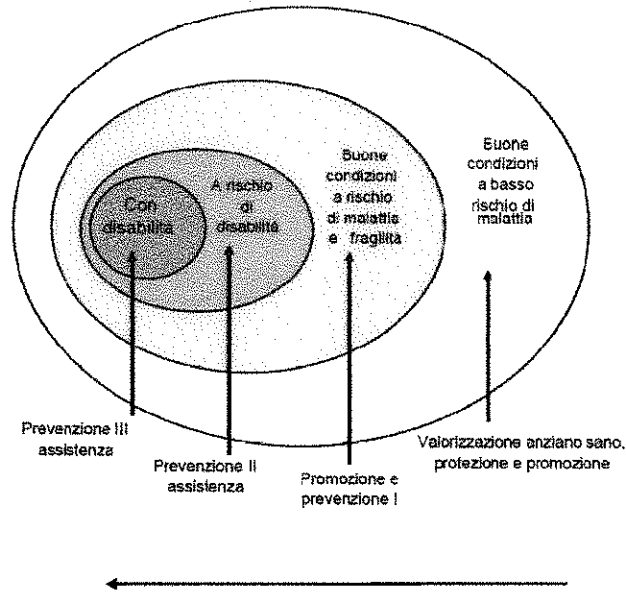 Con
disabilità
A rischio
di
disabilità
Buone
condizioni
a rischio
di malattia
e fragilità
Buone
condizioni
a basso
rischio di
malattia
Prevenzione III
assistenza
Prevenzione II
assistenza
Promozione e
prevenzione I
Valorizzazione anziano sano,
protezione e promozione